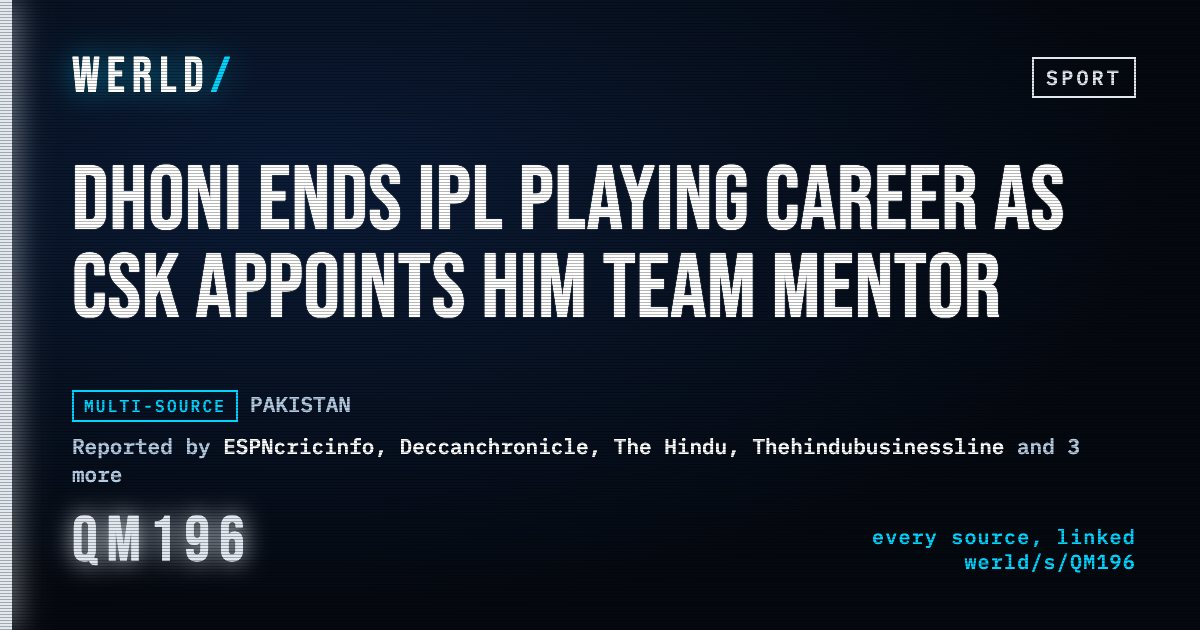 WERLD/
SPORT
DHONI ENDS IPL PLAYING CAREER AS
CSK APPOINTS HIM TEAM MENTOR
MULTI-SOURCE PAKISTAN
Reported by ESPNcricinfo, Deccanchronicle, The Hindu, Thehindubusinessline and 3
more
QM196
every source, linked
werld/s/QM196